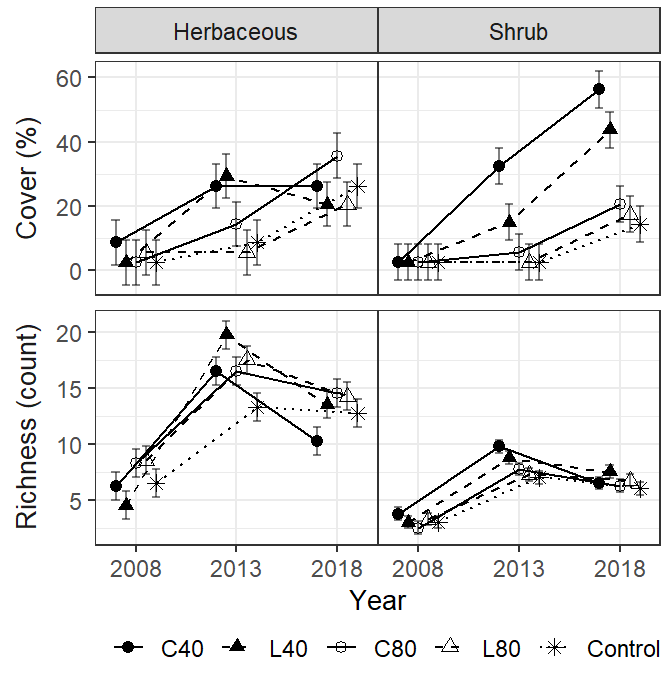 Herbaceous Shrub
Cover (%)
60
40
20
0
Richness (count)
20
15
10
5
2008 2013 2018 2008 2013 2018
Year
C40 L40 C80 L80 Control